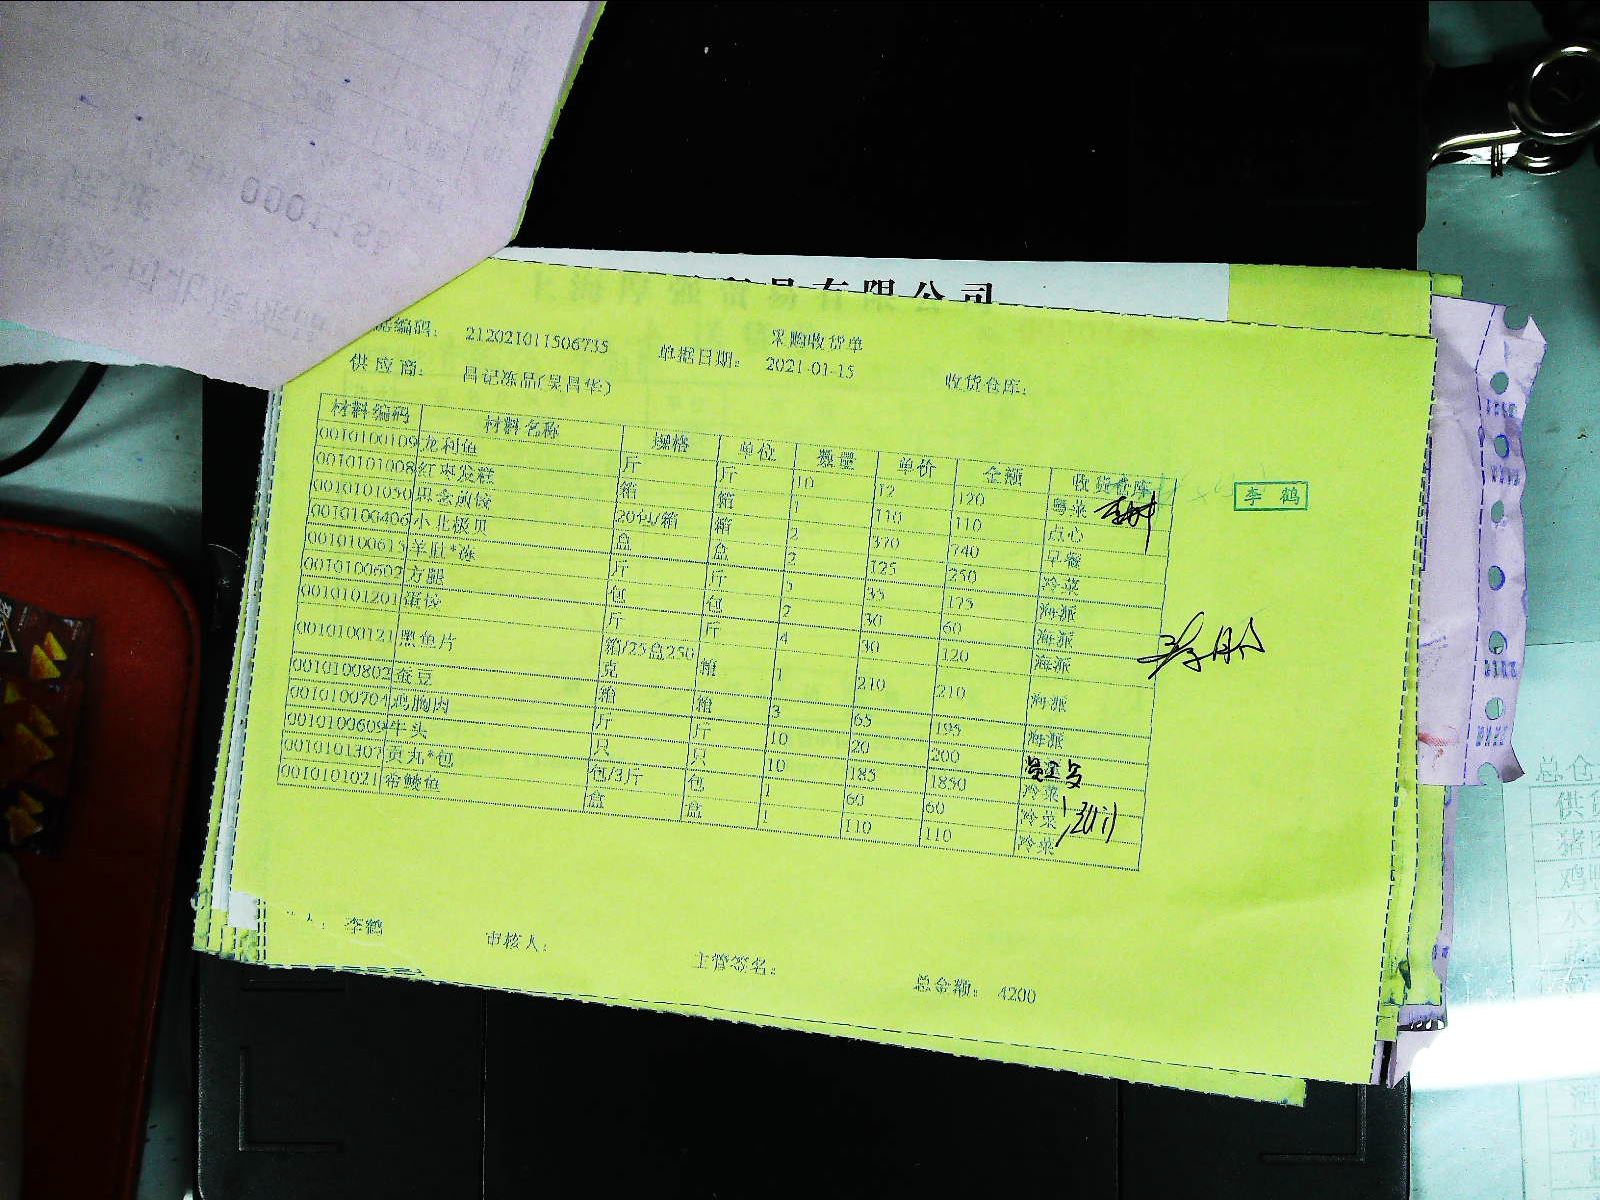 贸易有限公司
采购收货单
据编码： 212021011506735 单据日期： 2021-01-15 收货仓库：
供应商： 昌记冻品(吴昌华)
材料编码 材料名称 规格 单位 数量 单价 金额 收货仓库
0010100109 龙利鱼 斤 斤 10 12 120 粤菜
0010101008 红枣发糕 箱 箱 1 110 110 点心
0010101050 思念煎饺 20包/箱 箱 2 370 740 早餐
0010100406 小北极贝 盒 盒 2 125 250 冷菜
0010100615 羊肚*冻 斤 斤 5 35 175 海派
0010100602 方腿 包 包 2 30 60 海派
0010101201 蛋饺 斤 斤 4 30 120 海派
0010100121 黑鱼片 箱/25盒250克 箱 1 210 210 海派
0010100802 蚕豆 箱 箱 3 65 195 海派
0010100704 鸡胸肉 斤 斤 10 20 200
0010100609 牛头 只 只 10 185 1850 冷菜
0010101307 贡丸*包 包/3斤 包 1 60 60 冷菜
0010101021 希鲮鱼 盒 盒 1 110 110 冷菜
李鹤
人： 李鹤 审核人： 主管签名： 总金额： 4200